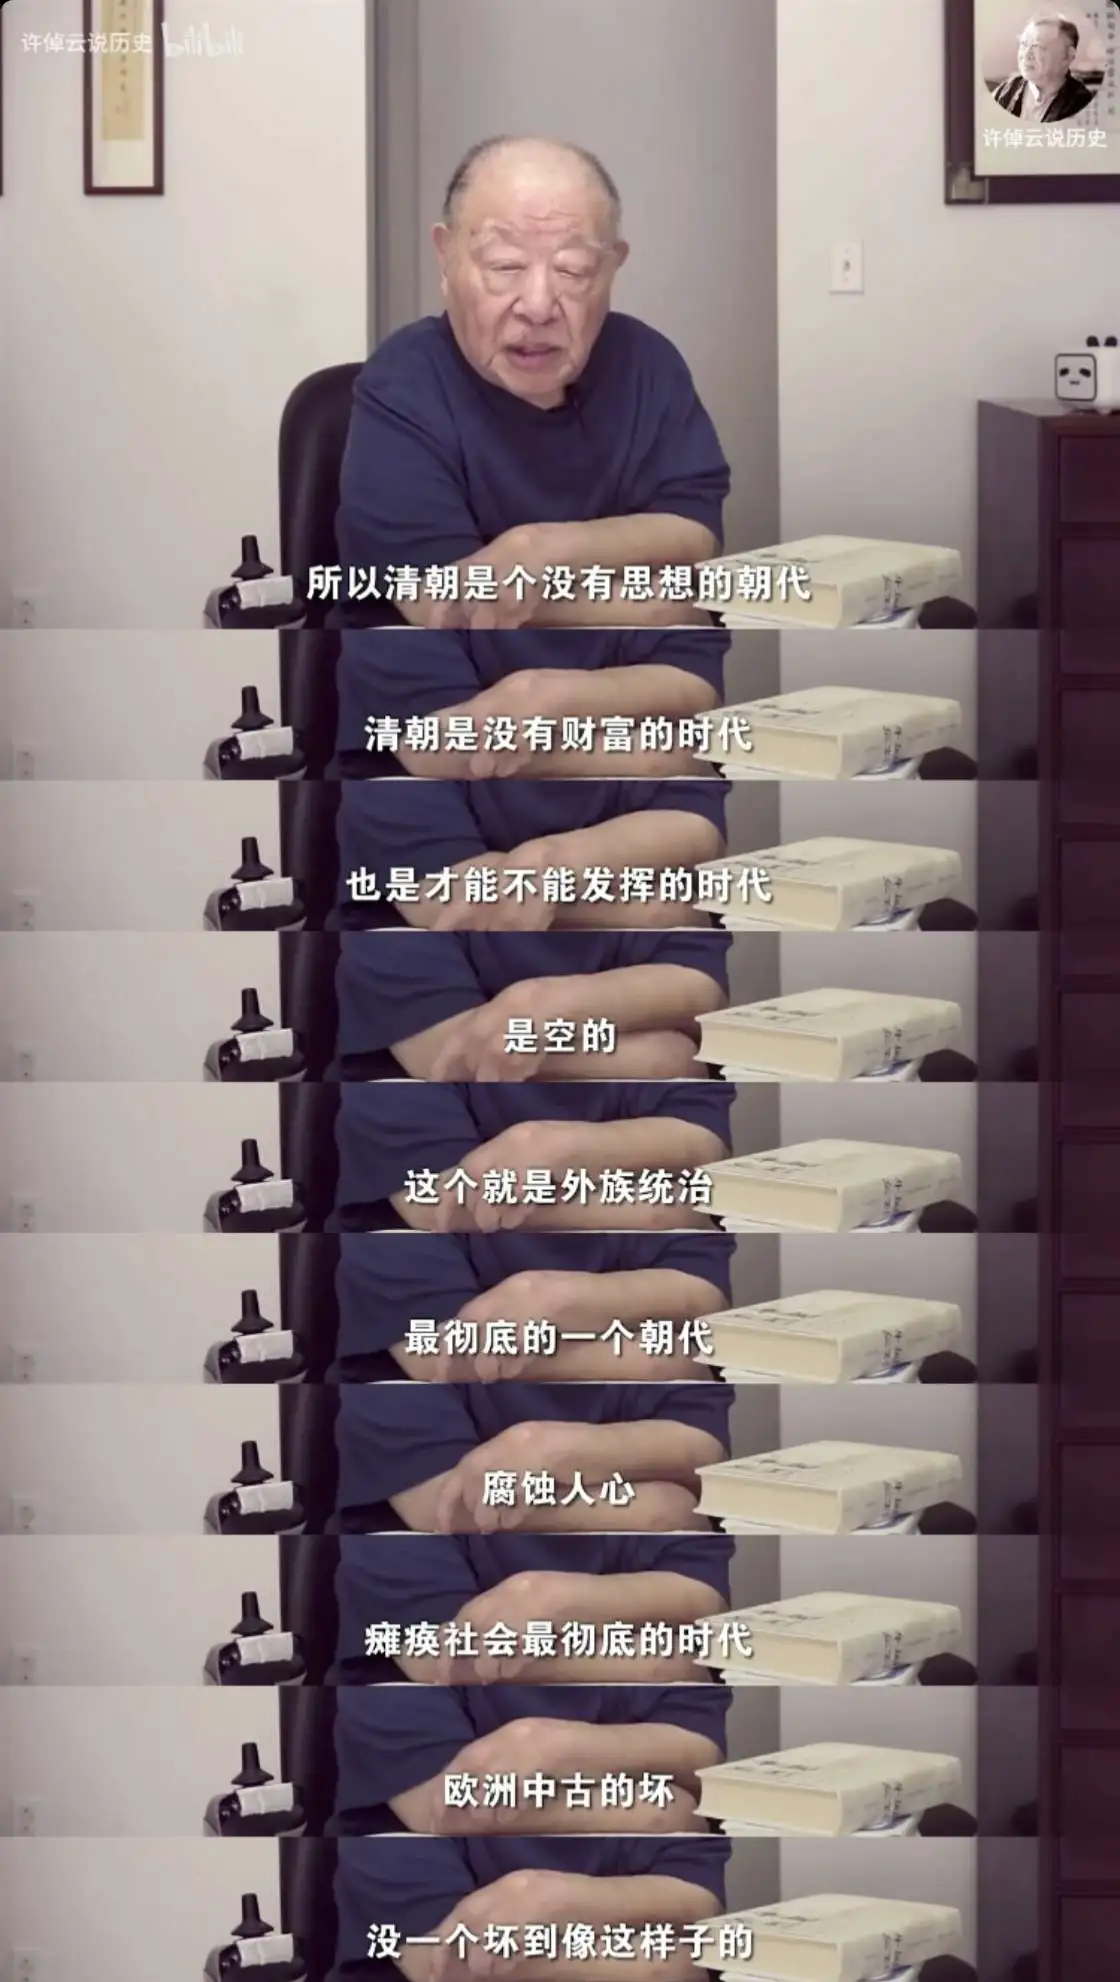 许倬云说历史 bilibili
许倬云说历史
所以清朝是个没有思想的朝代
清朝是没有财富的时代
也是才能不能发挥的时代
是空的
这个就是外族统治
最彻底的一个朝代
腐蚀人心
瘫痪社会最彻底的时代
欧洲中古的坏
没一个坏到像这样子的